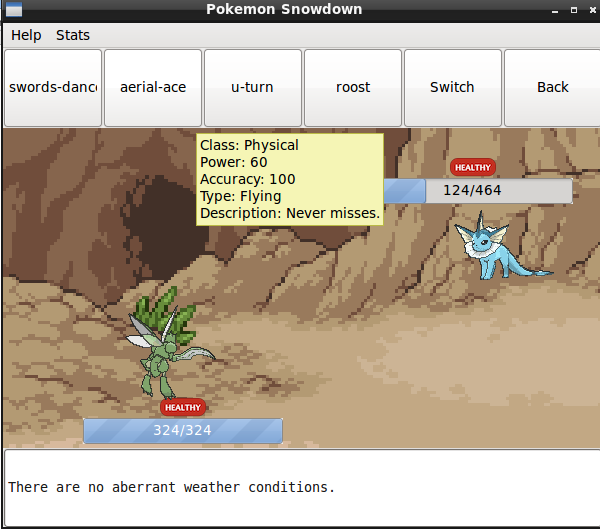 Pokemon Snowdown
Help Stats
swords-danc
aerial-ace
u-turn
roost
Switch
Back
Class: Physical
Power: 60
Accuracy: 100
Type: Flying
Description: Never misses.
HEALTHY
124/464
HEALTHY
324/324
There are no aberrant weather conditions.